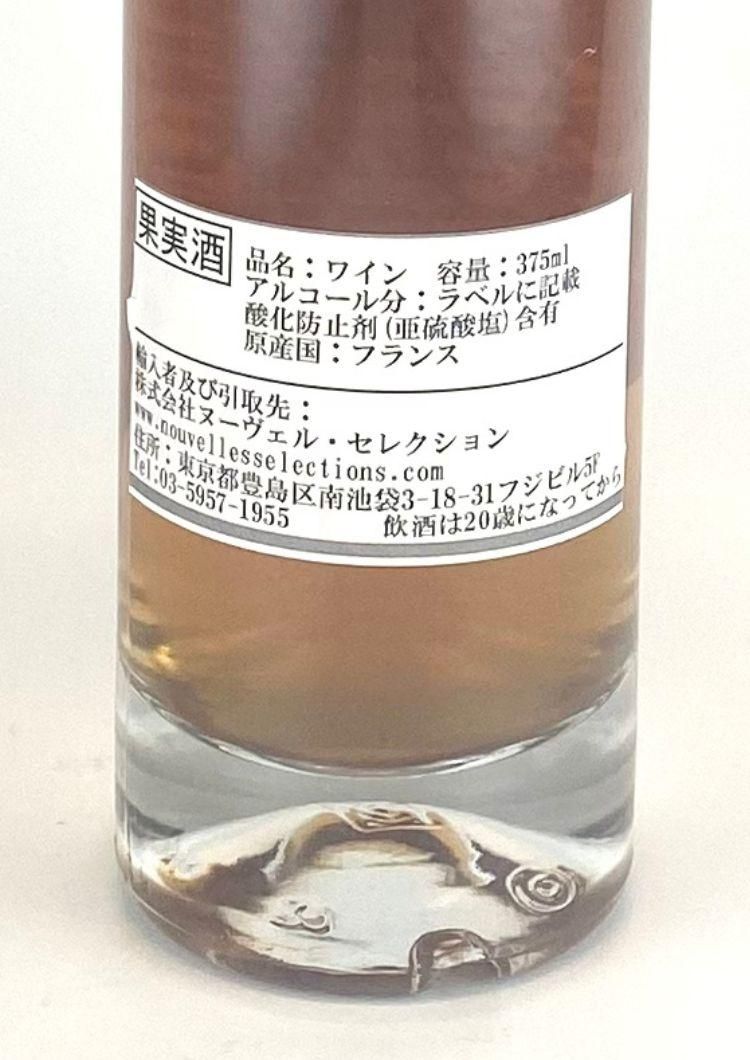 果実酒
品名：ワイン　容量：375ml
アルコール分：ラベルに記載
酸化防止剤(亜硫酸塩)含有
原産国：フランス
輸入者及び引取先：
株式会社ヌーヴェル・セレクション
www.nouvellesselections.com
住所：東京都豊島区南池袋3-18-31フジビル5F
Tel:03-5957-1955　飲酒は20歳になってから